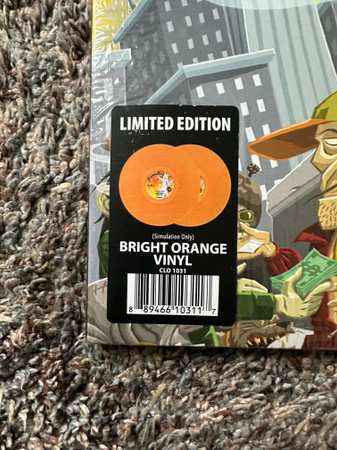 LIMITED EDITION
(Simulation Only)
BRIGHT ORANGE
VINYL
CLO 1031
8 89466 10311 7